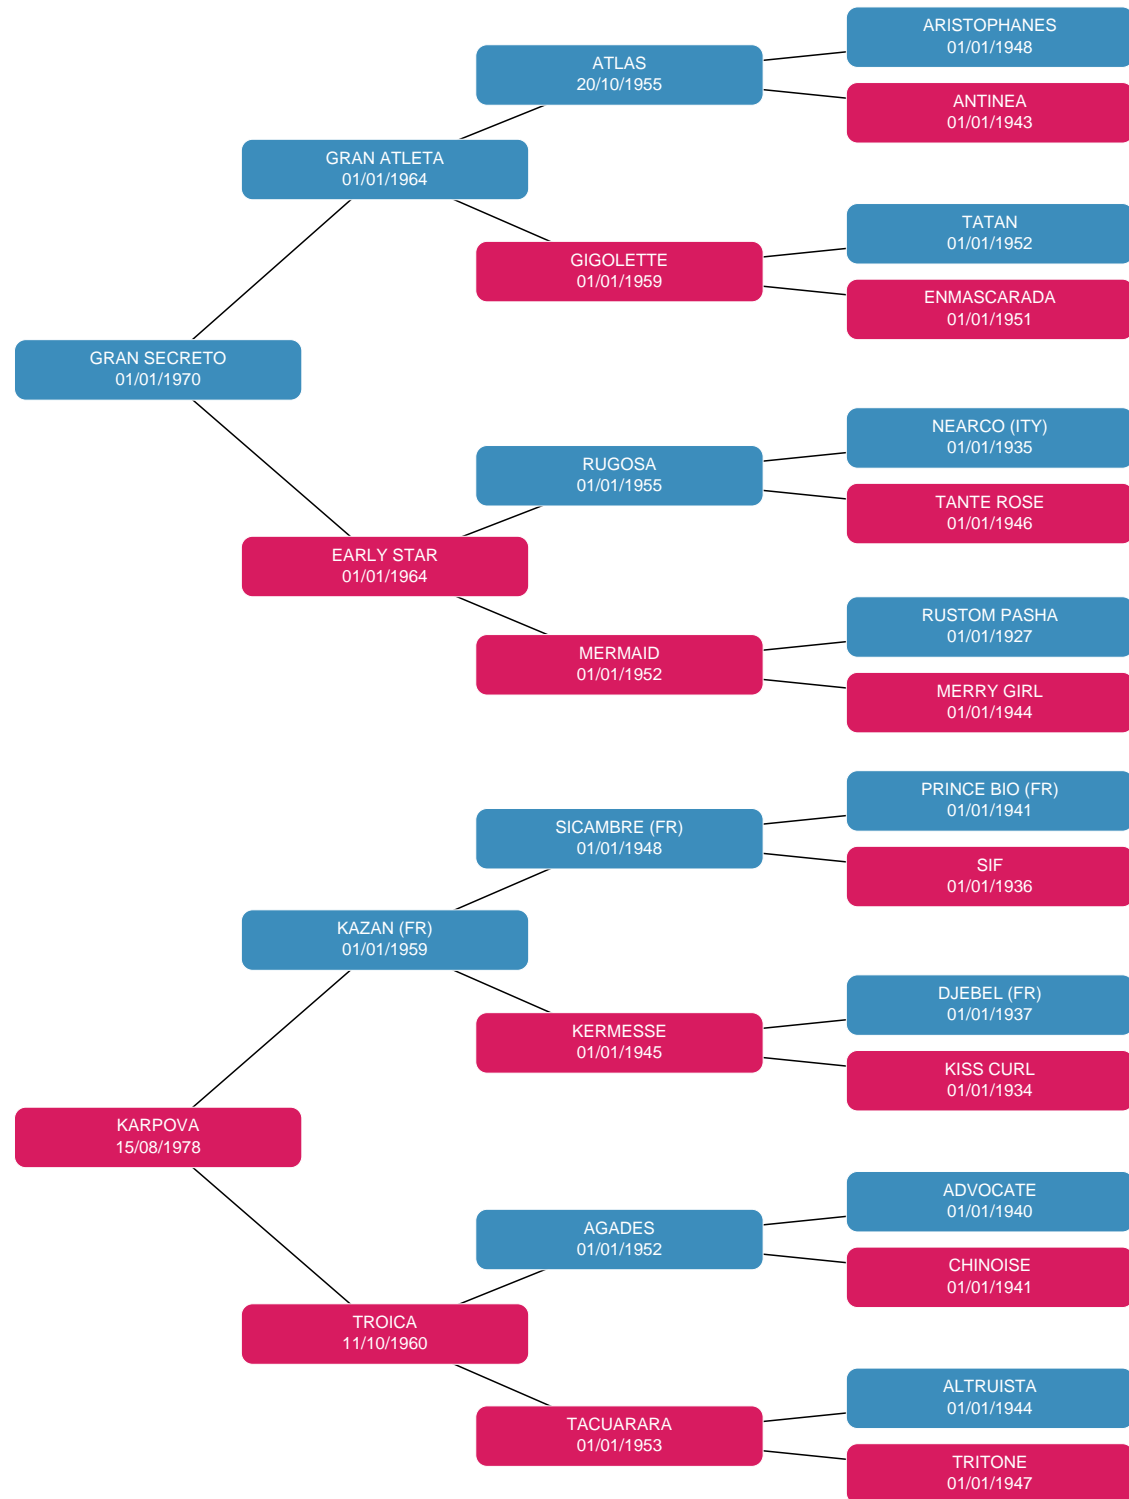 ARISTOPHANES
01/01/1948
ATLAS
20/10/1955
ANTINEA
01/01/1943
GRAN ATLETA
01/01/1964
TATAN
01/01/1952
GIGOLETTE
01/01/1959
ENMASCARADA
01/01/1951
GRAN SECRETO
01/01/1970
NEARCO (ITY)
01/01/1935
RUGOSA
01/01/1955
TANTE ROSE
01/01/1946
EARLY STAR
01/01/1964
RUSTOM PASHA
01/01/1927
MERMAID
01/01/1952
MERRY GIRL
01/01/1944
PRINCE BIO (FR)
01/01/1941
SICAMBRE (FR)
01/01/1948
SIF
01/01/1936
KAZAN (FR)
01/01/1959
DJEBEL (FR)
01/01/1937
KERMESSE
01/01/1945
KISS CURL
01/01/1934
KARPOVA
15/08/1978
ADVOCATE
01/01/1940
AGADES
01/01/1952
CHINOISE
01/01/1941
TROICA
11/10/1960
ALTRUISTA
01/01/1944
TACUARARA
01/01/1953
TRITONE
01/01/1947